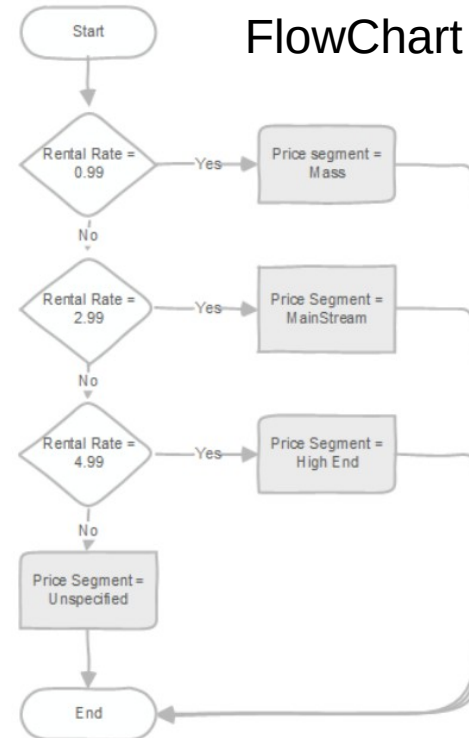 Start
FlowChart
Rental Rate =
0.99
Yes
Price segment =
Mass
No
Rental Rate =
2.99
Yes
Price Segment =
MainStream
No
Rental Rate =
4.99
Yes
Price Segment =
High End
No
Price Segment =
Unspecified
End